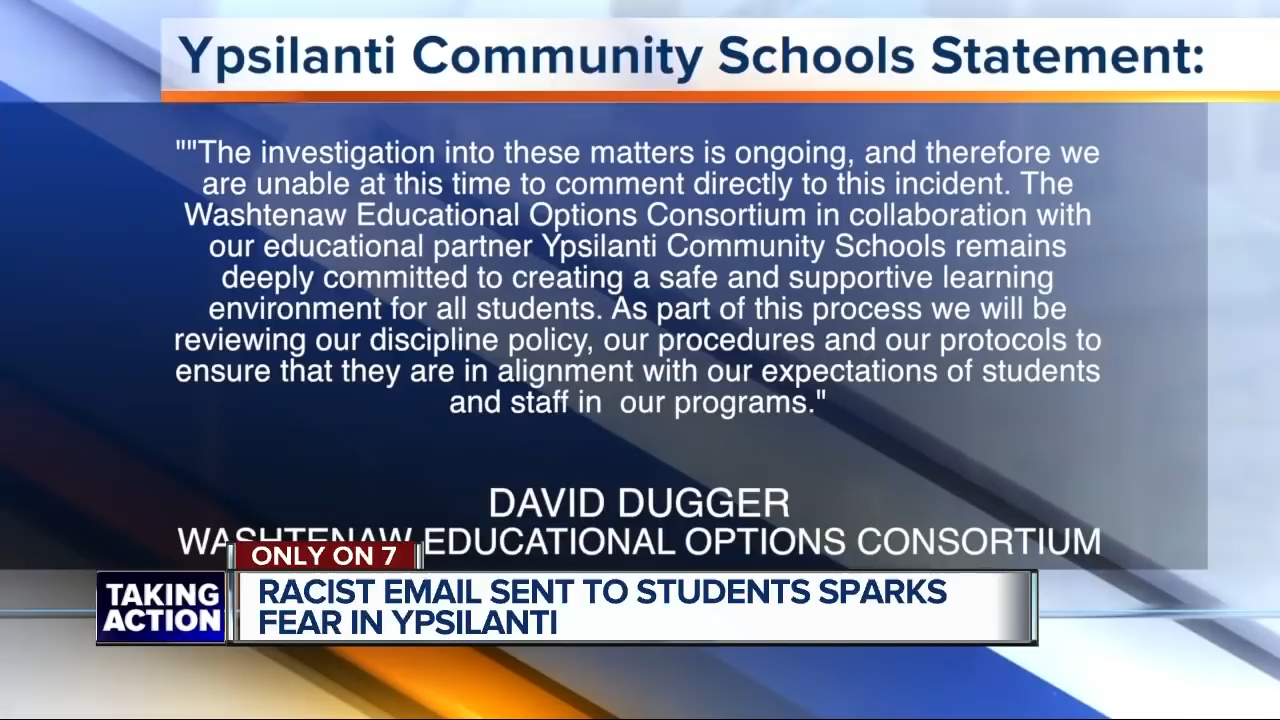 Ypsilanti Community Schools Statement:
""The investigation into these matters is ongoing, and therefore we
are unable at this time to comment directly to this incident. The
Washtenaw Educational Options Consortium in collaboration with
our educational partner Ypsilanti Community Schools remains
deeply committed to creating a safe and supportive learning
environment for all students. As part of this process we will be
reviewing our discipline policy, our procedures and our protocols to
ensure that they are in alignment with our expectations of students
and staff in  our programs."
DAVID DUGGER
WASHTENAW EDUCATIONAL OPTIONS CONSORTIUM
ONLY ON 7
TAKING
ACTION
RACIST EMAIL SENT TO STUDENTS SPARKS
FEAR IN YPSILANTI